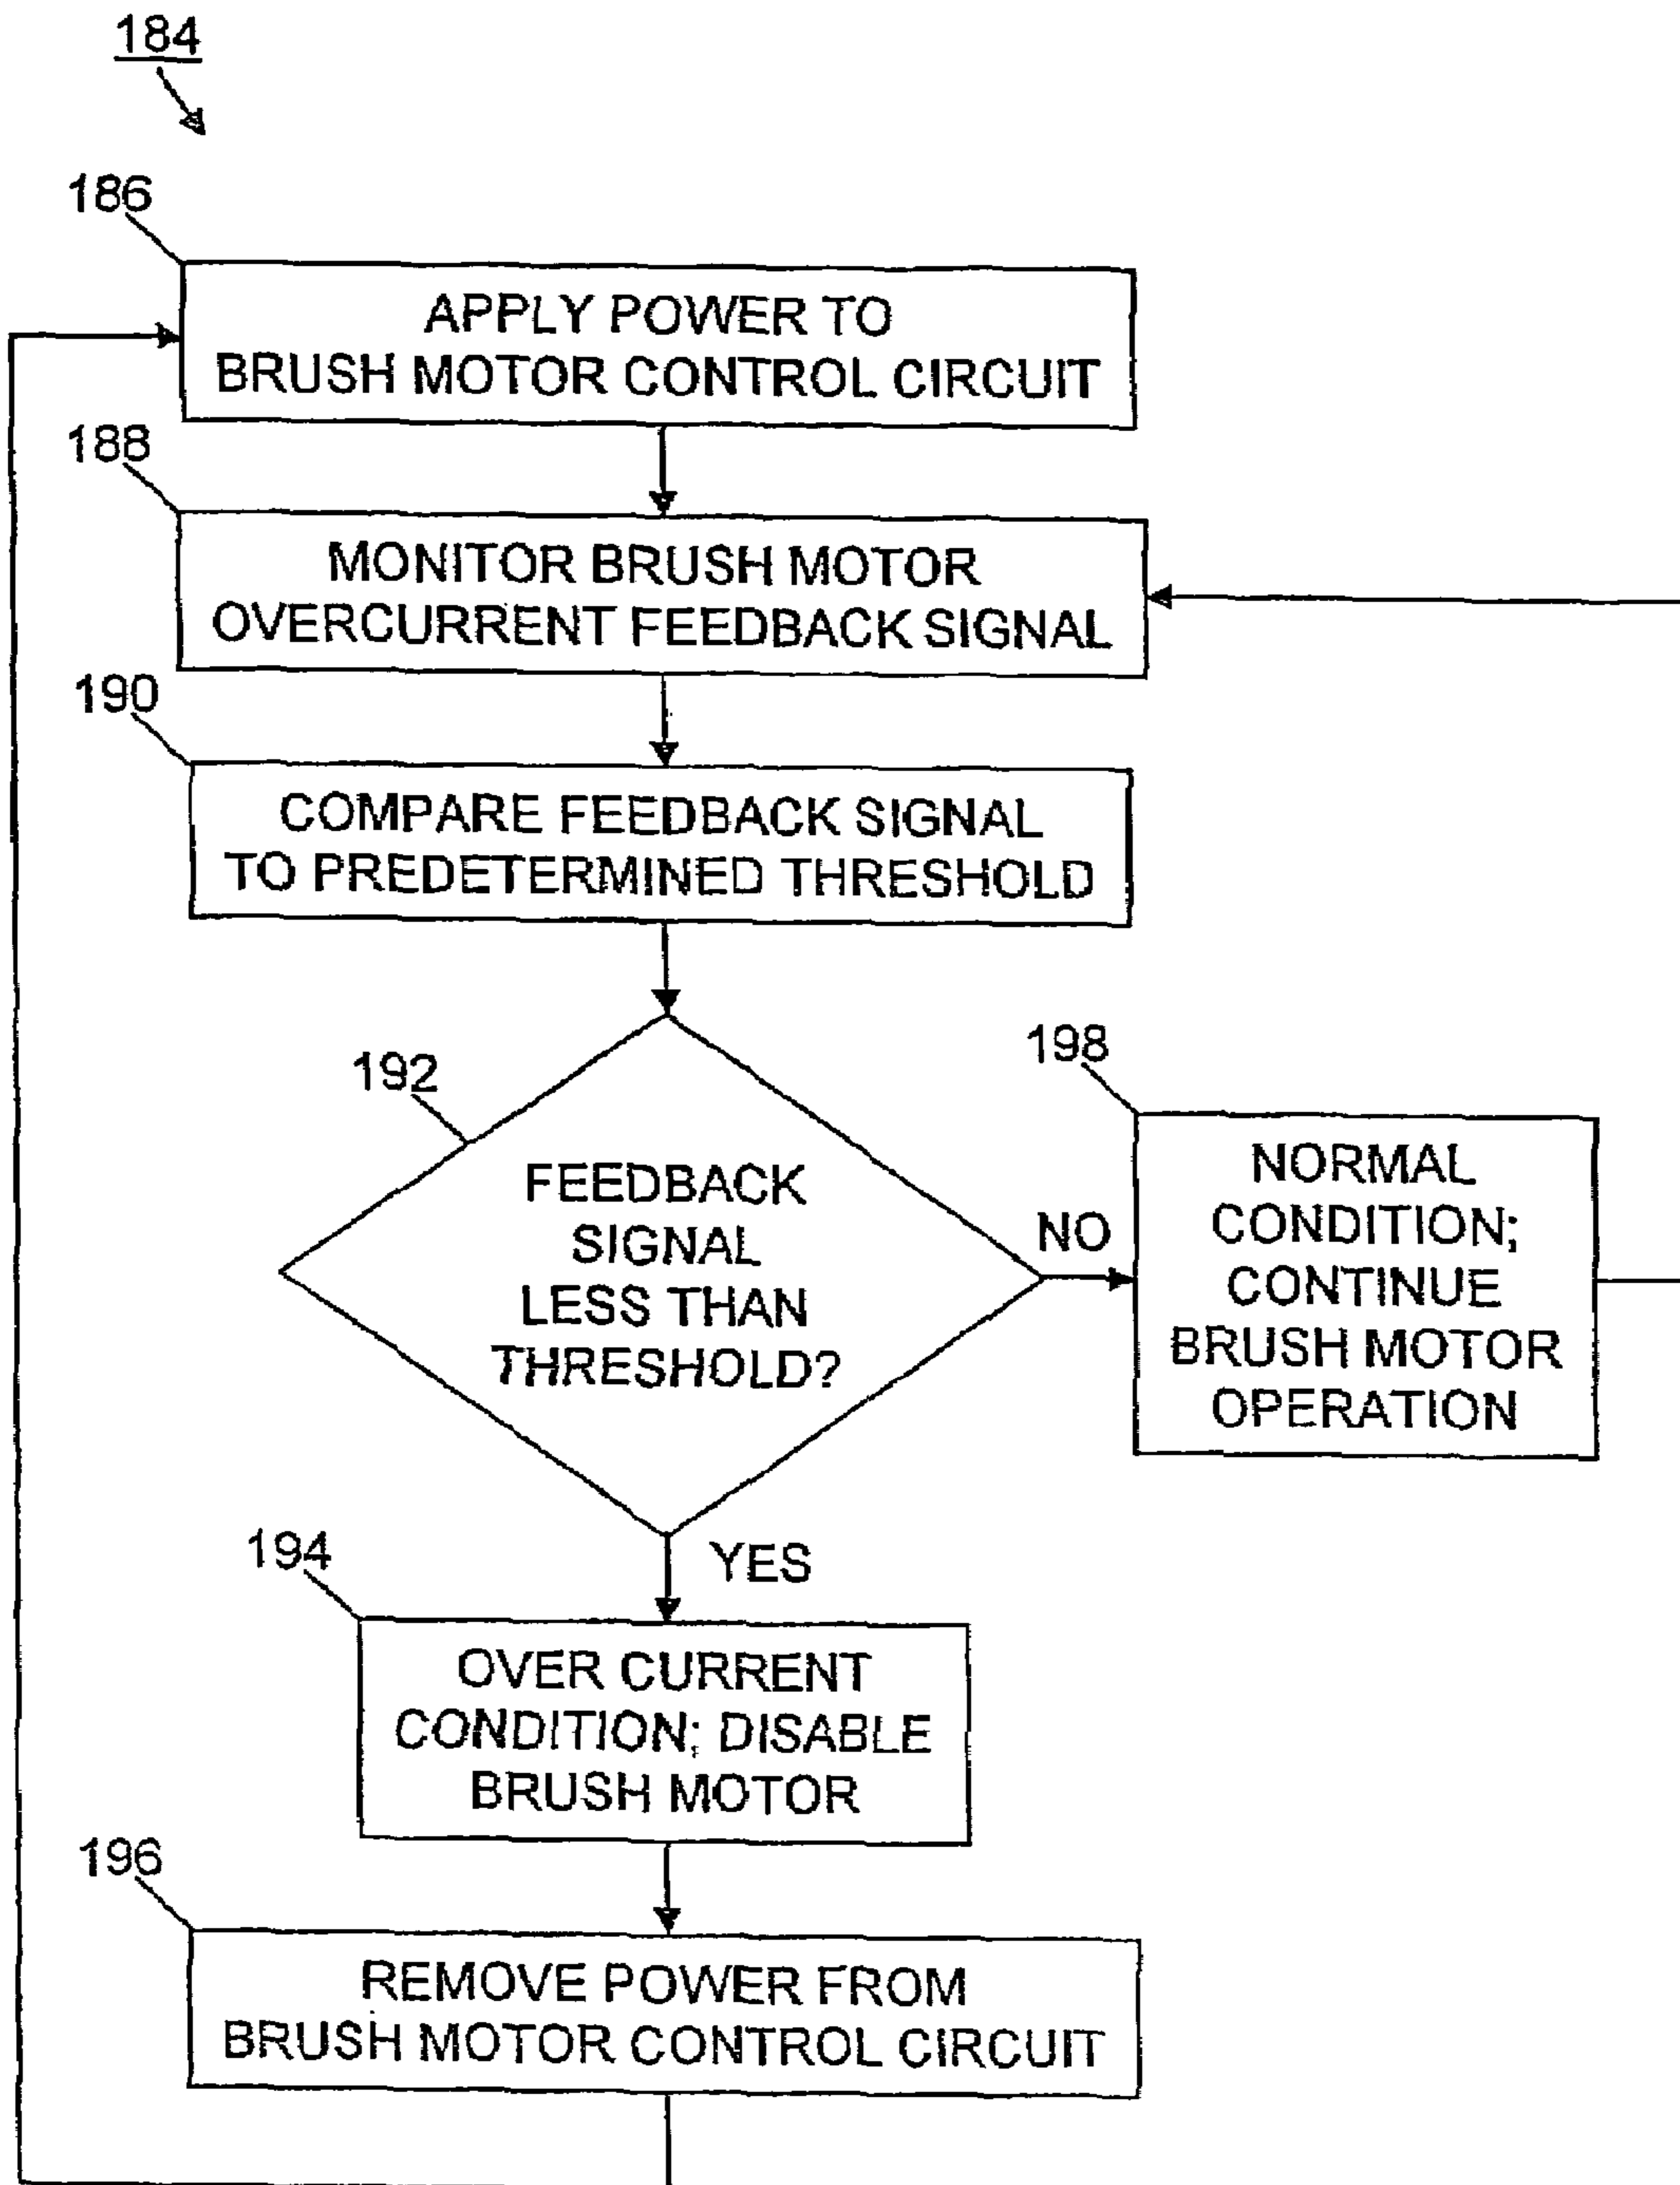 184
186
APPLY POWER TO
BRUSH MOTOR CONTROL CIRCUIT
188
MONITOR BRUSH MOTOR
OVERCURRENT FEEDBACK SIGNAL
190
COMPARE FEEDBACK SIGNAL
TO PREDETERMINED THRESHOLD
192
FEEDBACK
SIGNAL
LESS THAN
THRESHOLD?
NO
198
NORMAL
CONDITION;
CONTINUE
BRUSH MOTOR
OPERATION
YES
194
OVER CURRENT
CONDITION; DISABLE
BRUSH MOTOR
196
REMOVE POWER FROM
BRUSH MOTOR CONTROL CIRCUIT